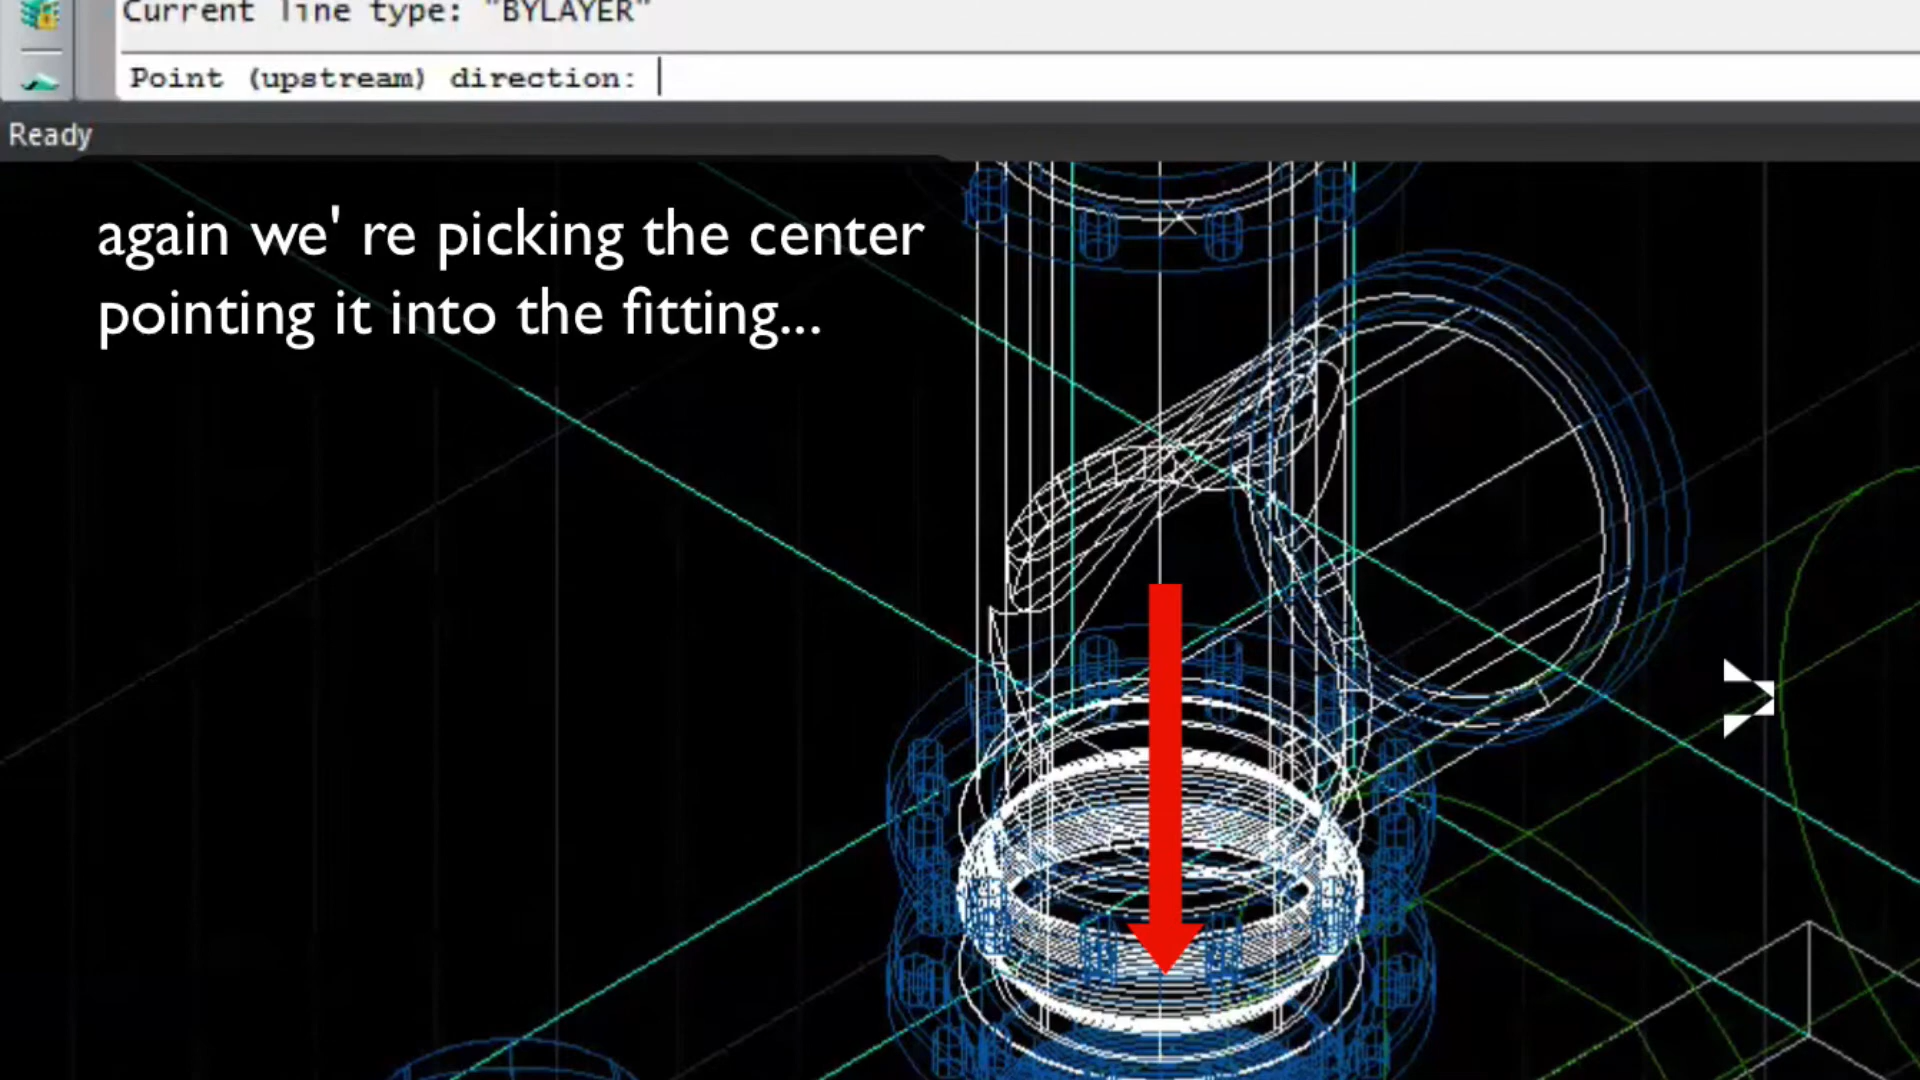 Current line type: "BYLAYER"
Point (upstream) direction:
Ready
again we' re picking the center
pointing it into the fitting...